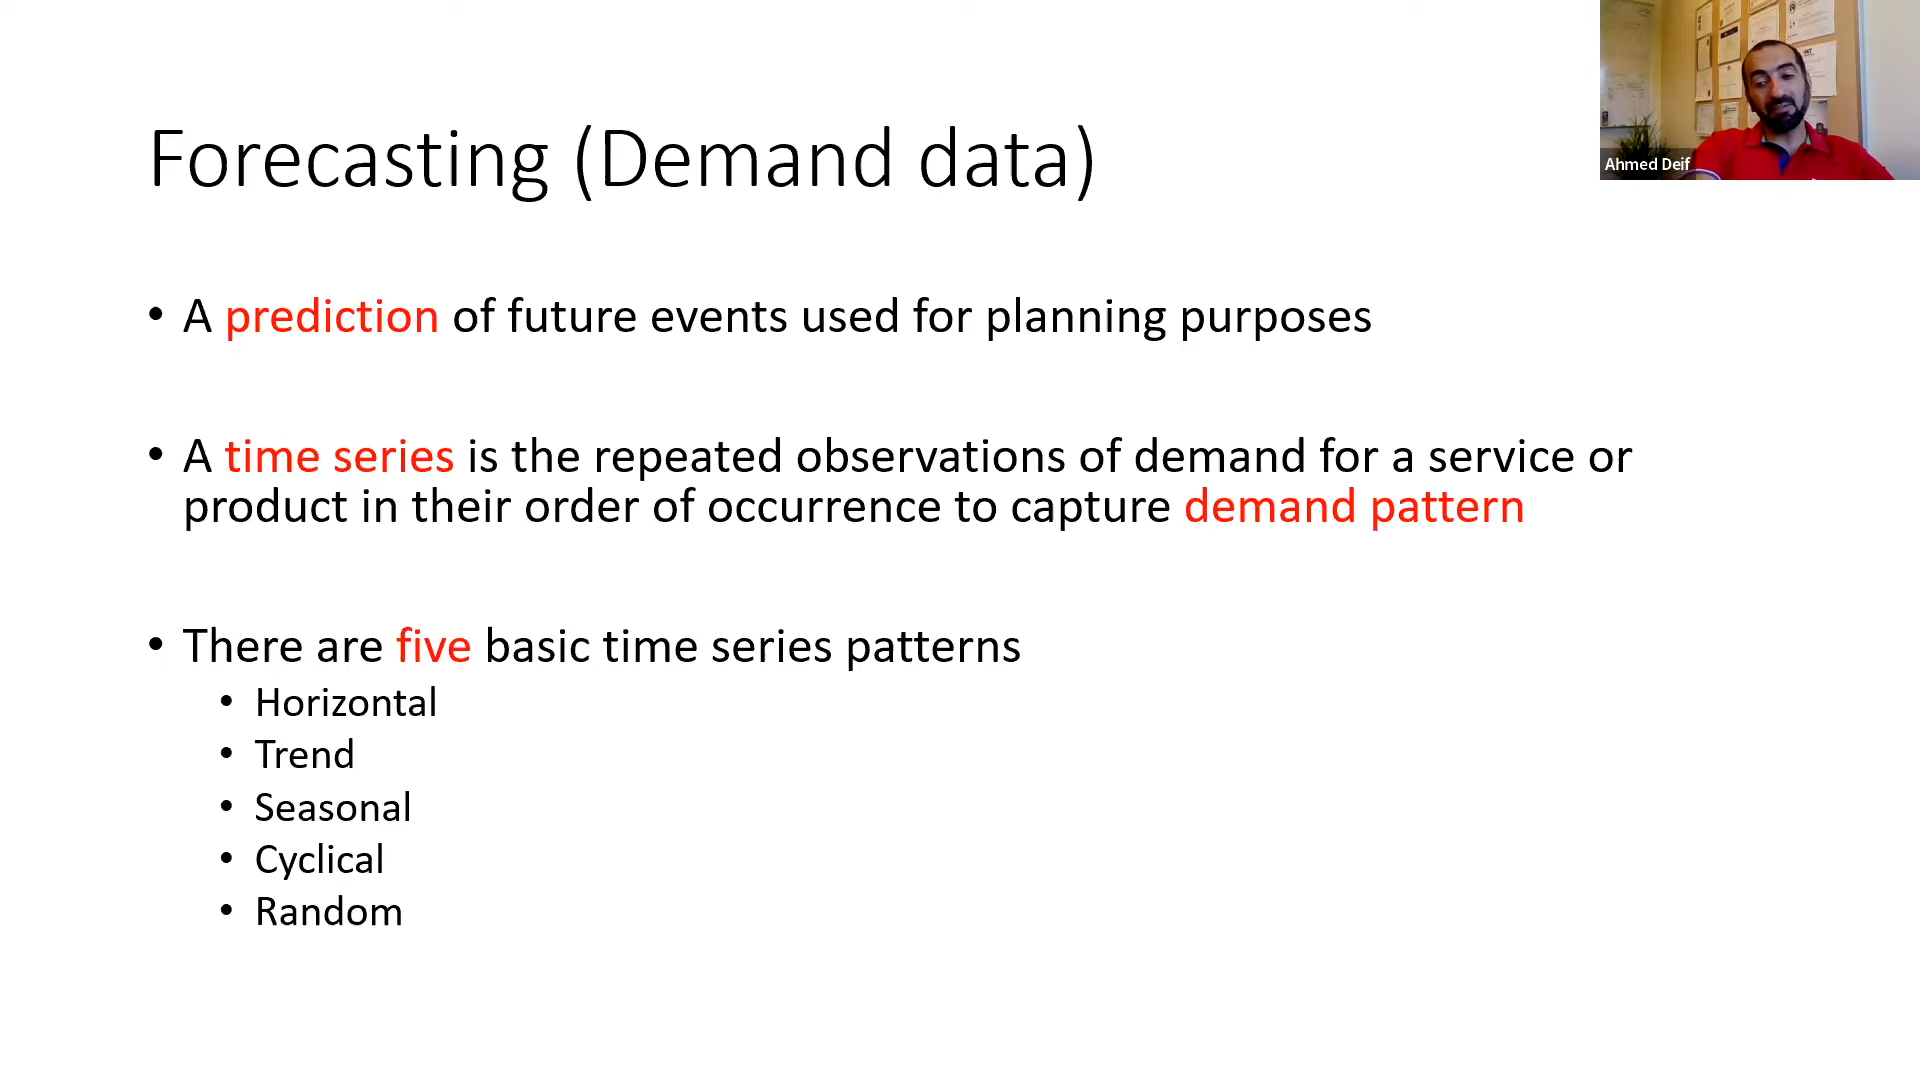 Forecasting (Demand data)
Ahmed Deif
• A prediction of future events used for planning purposes
• A time series is the repeated observations of demand for a service or
product in their order of occurrence to capture demand pattern
• There are five basic time series patterns
• Horizontal
• Trend
• Seasonal
• Cyclical
• Random